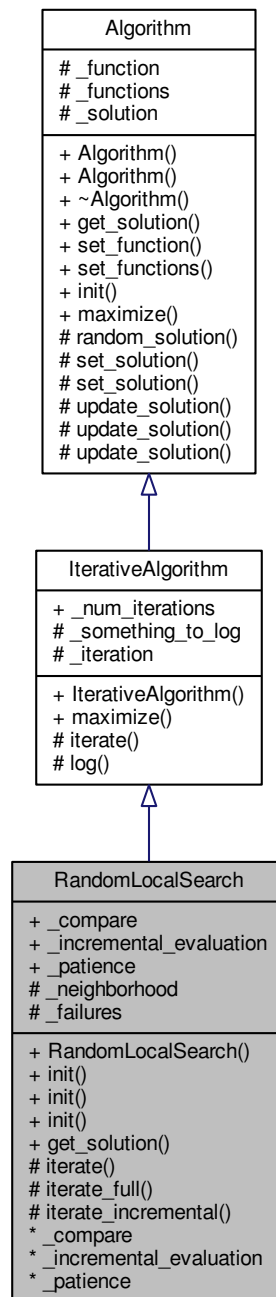 Algorithm
# _function
# _functions
# _solution
+ Algorithm()
+ Algorithm()
+ ~Algorithm()
+ get_solution()
+ set_function()
+ set_functions()
+ init()
+ maximize()
# random_solution()
# set_solution()
# set_solution()
# update_solution()
# update_solution()
# update_solution()
IterativeAlgorithm
+ _num_iterations
# _something_to_log
# _iteration
+ IterativeAlgorithm()
+ maximize()
# iterate()
# log()
RandomLocalSearch
+ _compare
+ _incremental_evaluation
+ _patience
# _neighborhood
# _failures
+ RandomLocalSearch()
+ init()
+ init()
+ init()
+ get_solution()
# iterate()
# iterate_full()
# iterate_incremental()
* _compare
* _incremental_evaluation
* _patience